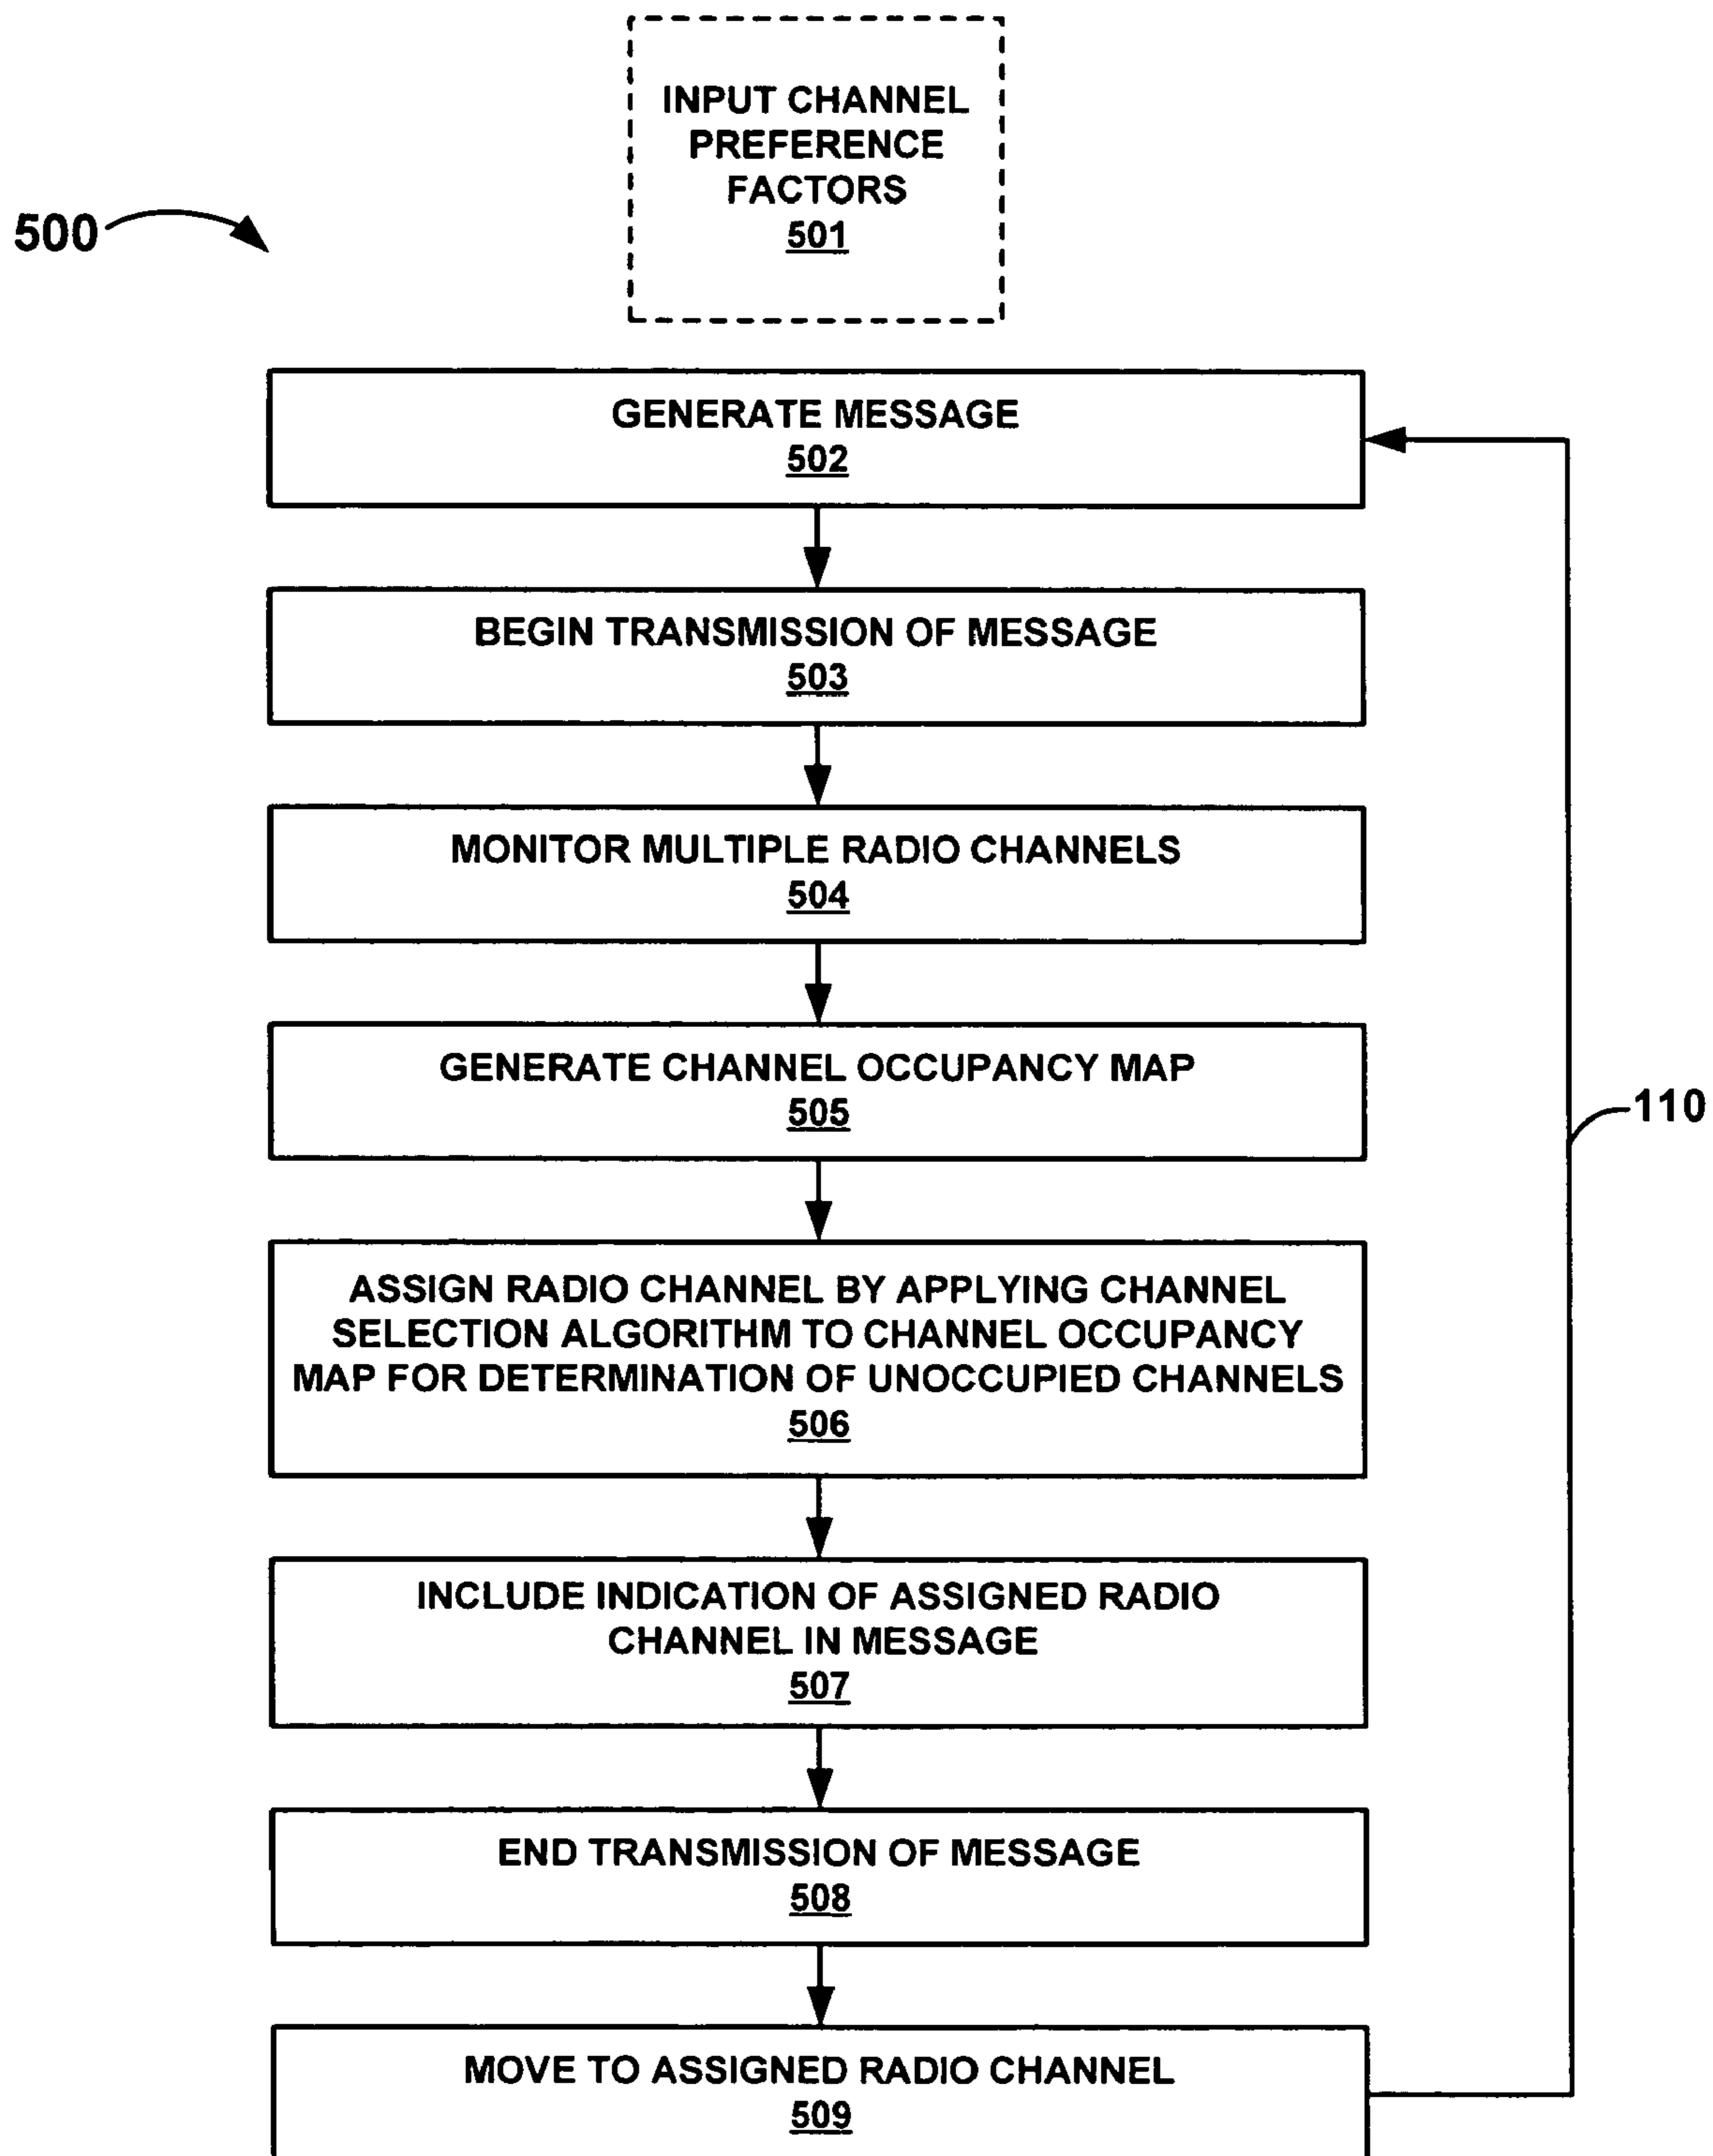 INPUT CHANNEL
PREFERENCE
FACTORS
501
500
GENERATE MESSAGE
502
BEGIN TRANSMISSION OF MESSAGE
503
MONITOR MULTIPLE RADIO CHANNELS
504
GENERATE CHANNEL OCCUPANCY MAP
505
110
ASSIGN RADIO CHANNEL BY APPLYING CHANNEL
SELECTION ALGORITHM TO CHANNEL OCCUPANCY
MAP FOR DETERMINATION OF UNOCCUPIED CHANNELS
506
INCLUDE INDICATION OF ASSIGNED RADIO
CHANNEL IN MESSAGE
507
END TRANSMISSION OF MESSAGE
508
MOVE TO ASSIGNED RADIO CHANNEL
509